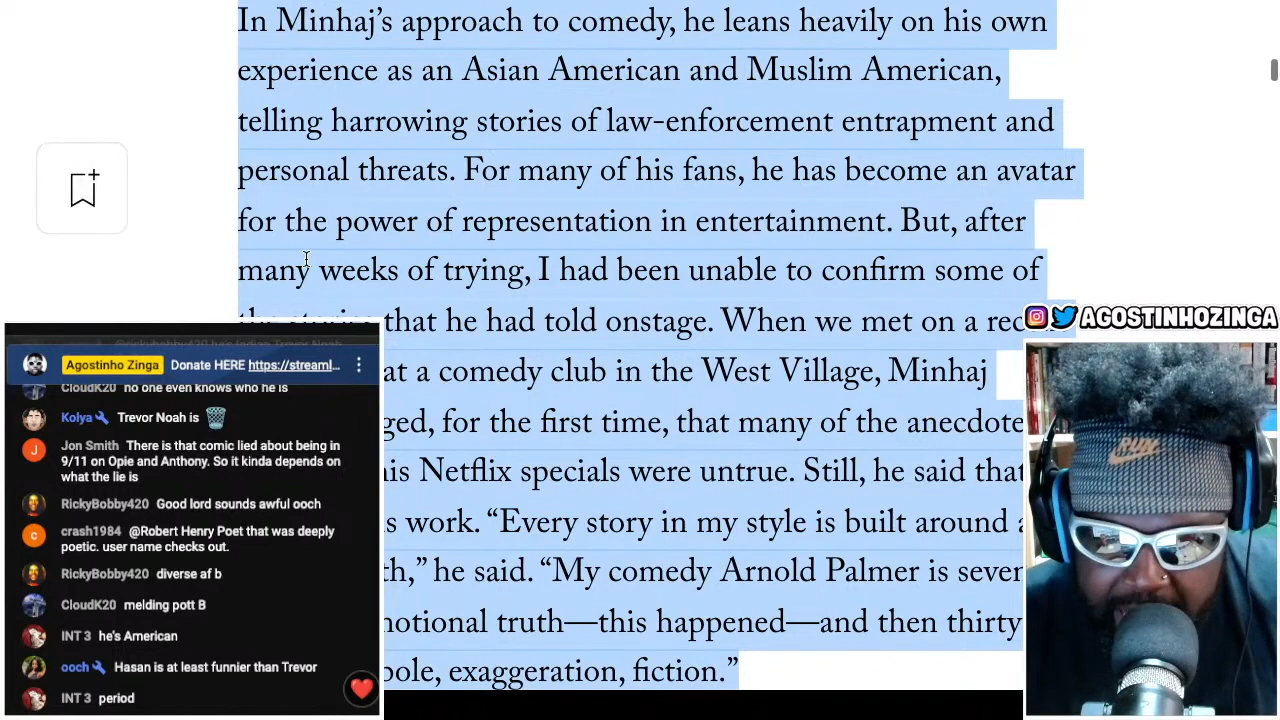 In Minhaj’s approach to comedy, he leans heavily on his own
experience as an Asian American and Muslim American,
telling harrowing stories of law-enforcement entrapment and
personal threats. For many of his fans, he has become an avatar
for the power of representation in entertainment. But, after
many weeks of trying, I had been unable to confirm some of
that he had told onstage. When we met on a
at a comedy club in the West Village, Minhaj
for the first time, that many of the
Netflix specials were untrue. Still, he said that
work. “Every story in my style is built around
he said. “My comedy Arnold Palmer is
truth—this happened—and then thirty
exaggeration, fiction.”
Agostinho Zinga Donate HERE https://streaml...
CloudK20 no one even knows who he is
Kolya Trevor Noah is 🗑️
Jon Smith There is that comic lied about being in
9/11 on Opie and Anthony. So it kinda depends on
what the lie is
RickyBobby420 Good lord sounds awful ooch
crash1984 @Robert Henry Poet that was deeply
poetic. user name checks out.
RickyBobby420 diverse af b
CloudK20 melding pott B
INT 3 he's American
ooch Hasan is at least funnier than Trevor
INT 3 period
AGOSTINHOZINGA
RUN